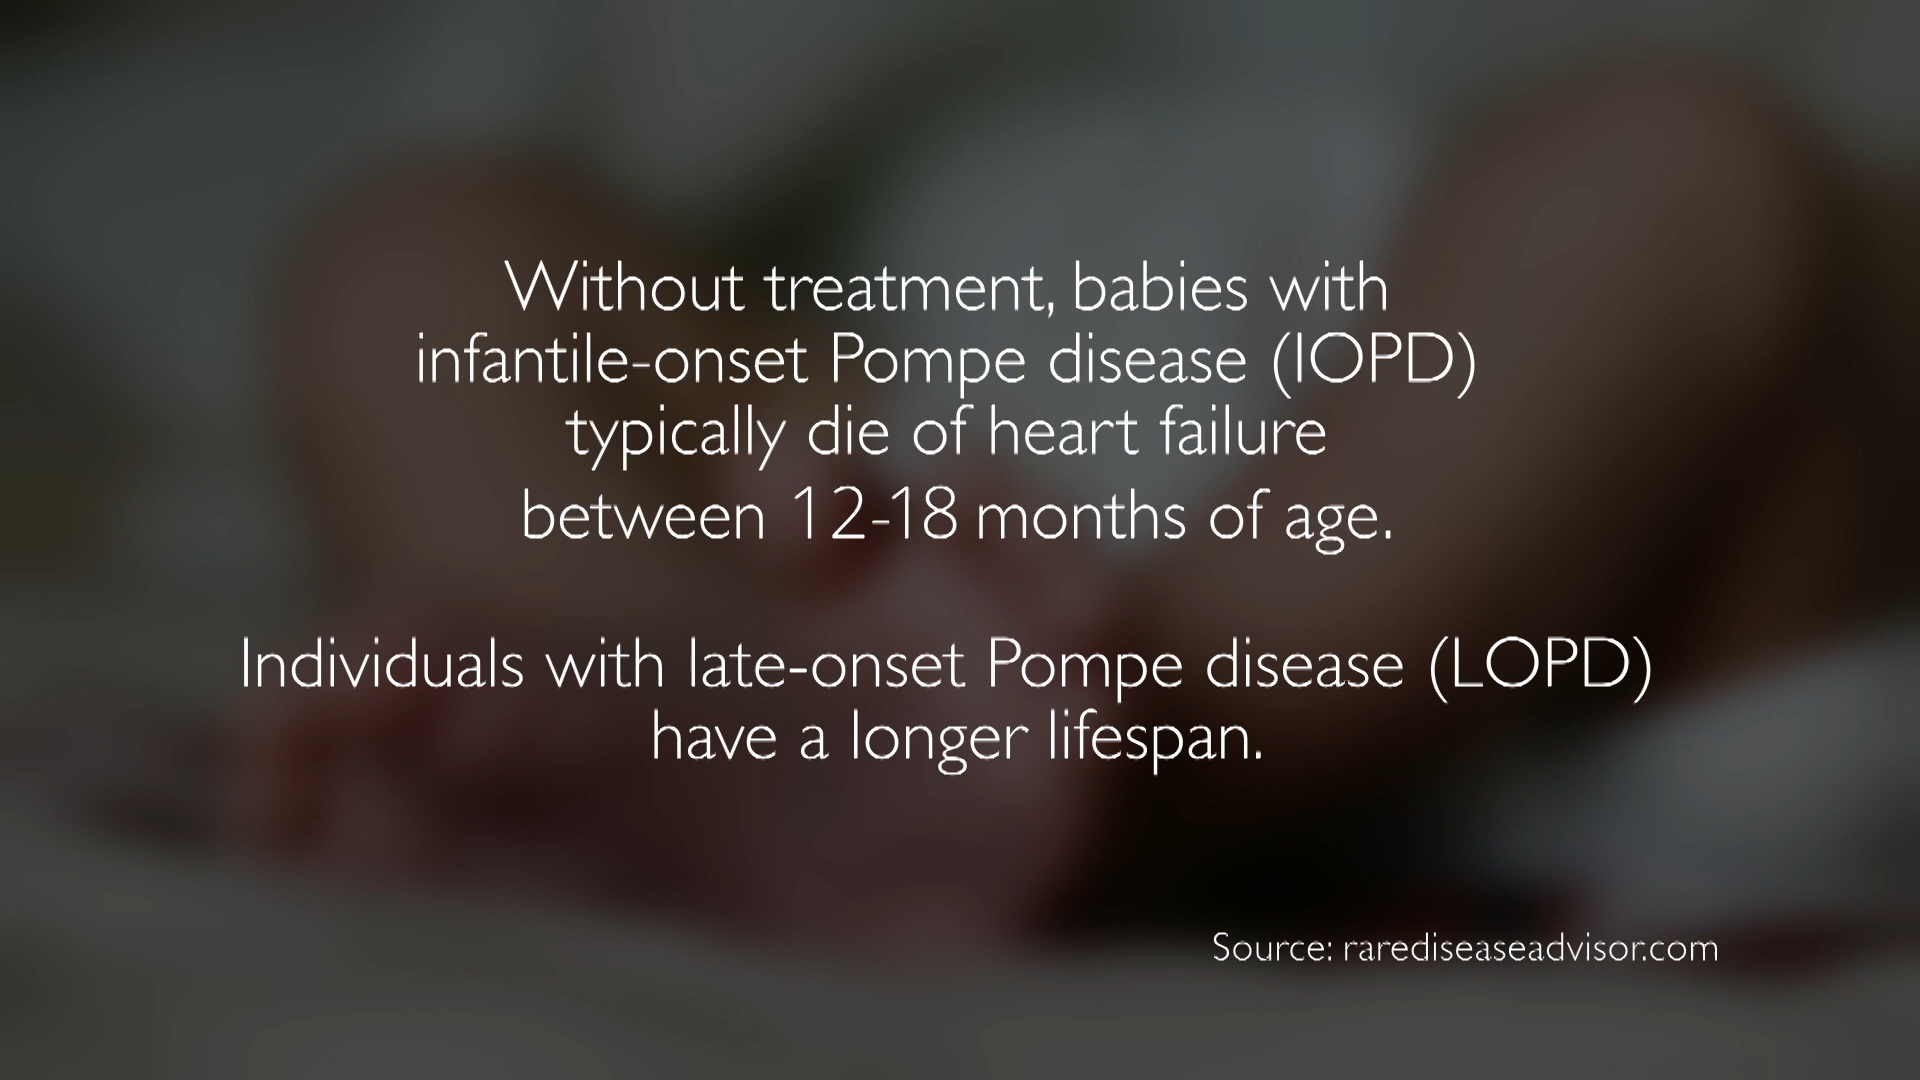 Without treatment, babies with
infantile-onset Pompe disease (IOPD)
typically die of heart failure
between 12-18 months of age.
Individuals with late-onset Pompe disease (LOPD)
have a longer lifespan.
Source: rarediseaseadvisor.com